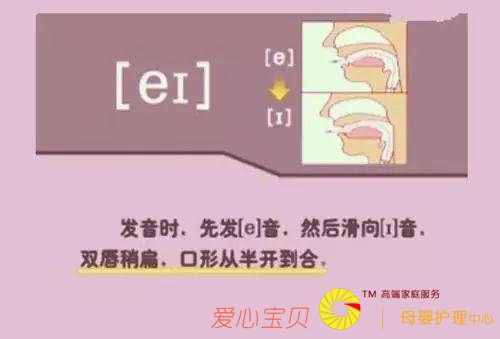 [eɪ]
[e]
[ɪ]
发音时，先发[e]音，然后滑向[ɪ]音，
双唇稍扁，口形从半开到合。
爱心宝贝
TM 高端家庭服务
母婴护理中心